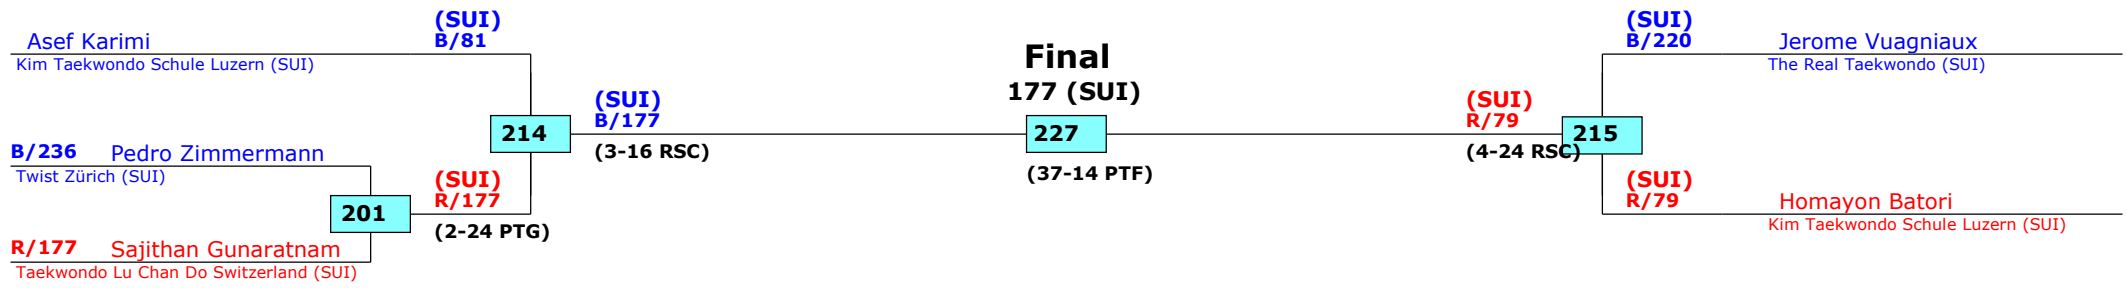 (SUI)
B/81
Asef Karimi
Kim Taekwondo Schule Luzern (SUI)
B/236 Pedro Zimmermann
Twist Zürich (SUI)
201
R/177 Sajithan Gunaratnam
Taekwondo Lu Chan Do Switzerland (SUI)
(SUI)
R/177
(2-24 PTG)
214
(SUI)
B/177
(3-16 RSC)
Final
177 (SUI)
227
(37-14 PTF)
(SUI)
R/79
(4-24 RSC)
215
(SUI)
B/220
Jerome Vuagniaux
The Real Taekwondo (SUI)
(SUI)
R/79
Homayon Batori
Kim Taekwondo Schule Luzern (SUI)